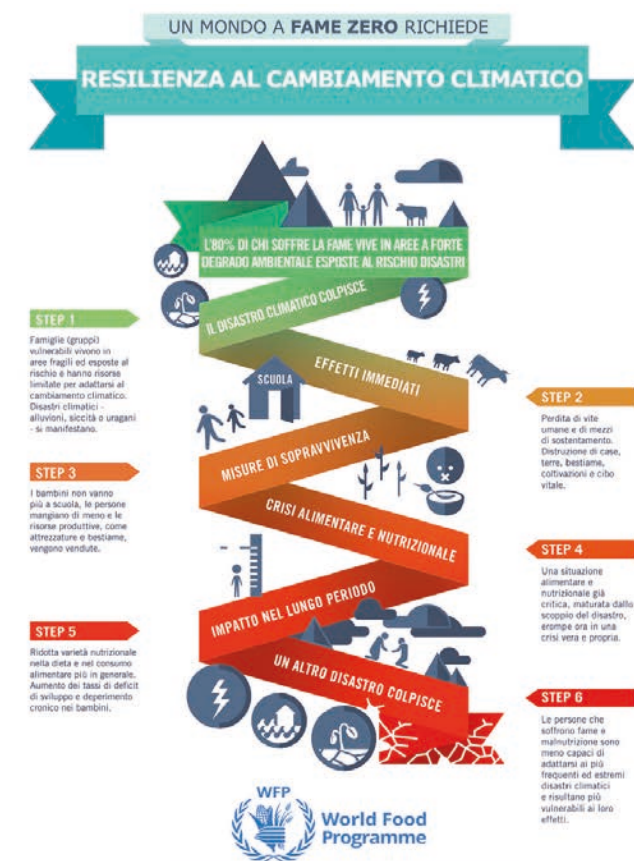 UN MONDO A FAME ZERO RICHIEDE
RESILIENZA AL CAMBIAMENTO CLIMATICO
L'80% DI CHI SOFFRE LA FAME VIVE IN AREE A FORTE
DEGRADO AMBIENTALE ESPOSTE AL RISCHIO DISASTRI
IL DISASTRO CLIMATICO COLPISCE
STEP 1
Famiglie (gruppi)
vulnerabili vivono in
aree fragili ed esposte al
rischio e hanno risorse
limitate per adattarsi al
cambiamento climatico.
Disastri climatici -
alluvioni, siccità o uragani
- si manifestano.
EFFETTI IMMEDIATI
SCUOLA
STEP 2
Perdita di vite
umane e di mezzi
di sostentamento.
Distruzione di case,
terre, bestiame,
coltivazioni e cibo
vitale.
MISURE DI SOPRAVVIVENZA
STEP 3
I bambini non vanno
più a scuola, le persone
mangiano di meno e le
risorse produttive, come
attrezzature e bestiame,
vengono vendute.
CRISI ALIMENTARE E NUTRIZIONALE
STEP 4
Una situazione
alimentare e
nutrizionale già
critica, maturata dallo
scoppio del disastro,
erompe ora in una
crisi vera e propria.
IMPATTO NEL LUNGO PERIODO
STEP 5
Ridotta varietà nutrizionale
nella dieta e nel consumo
alimentare più in generale.
Aumento dei tassi di deficit
di sviluppo e deperimento
cronico nei bambini.
UN ALTRO DISASTRO COLPISCE
STEP 6
Le persone che
soffrono fame e
malnutrizione sono
meno capaci di
adattarsi ai più
frequenti ed estremi
disastri climatici
e risultano più
vulnerabili ai loro
effetti.
WFP
World Food
Programme